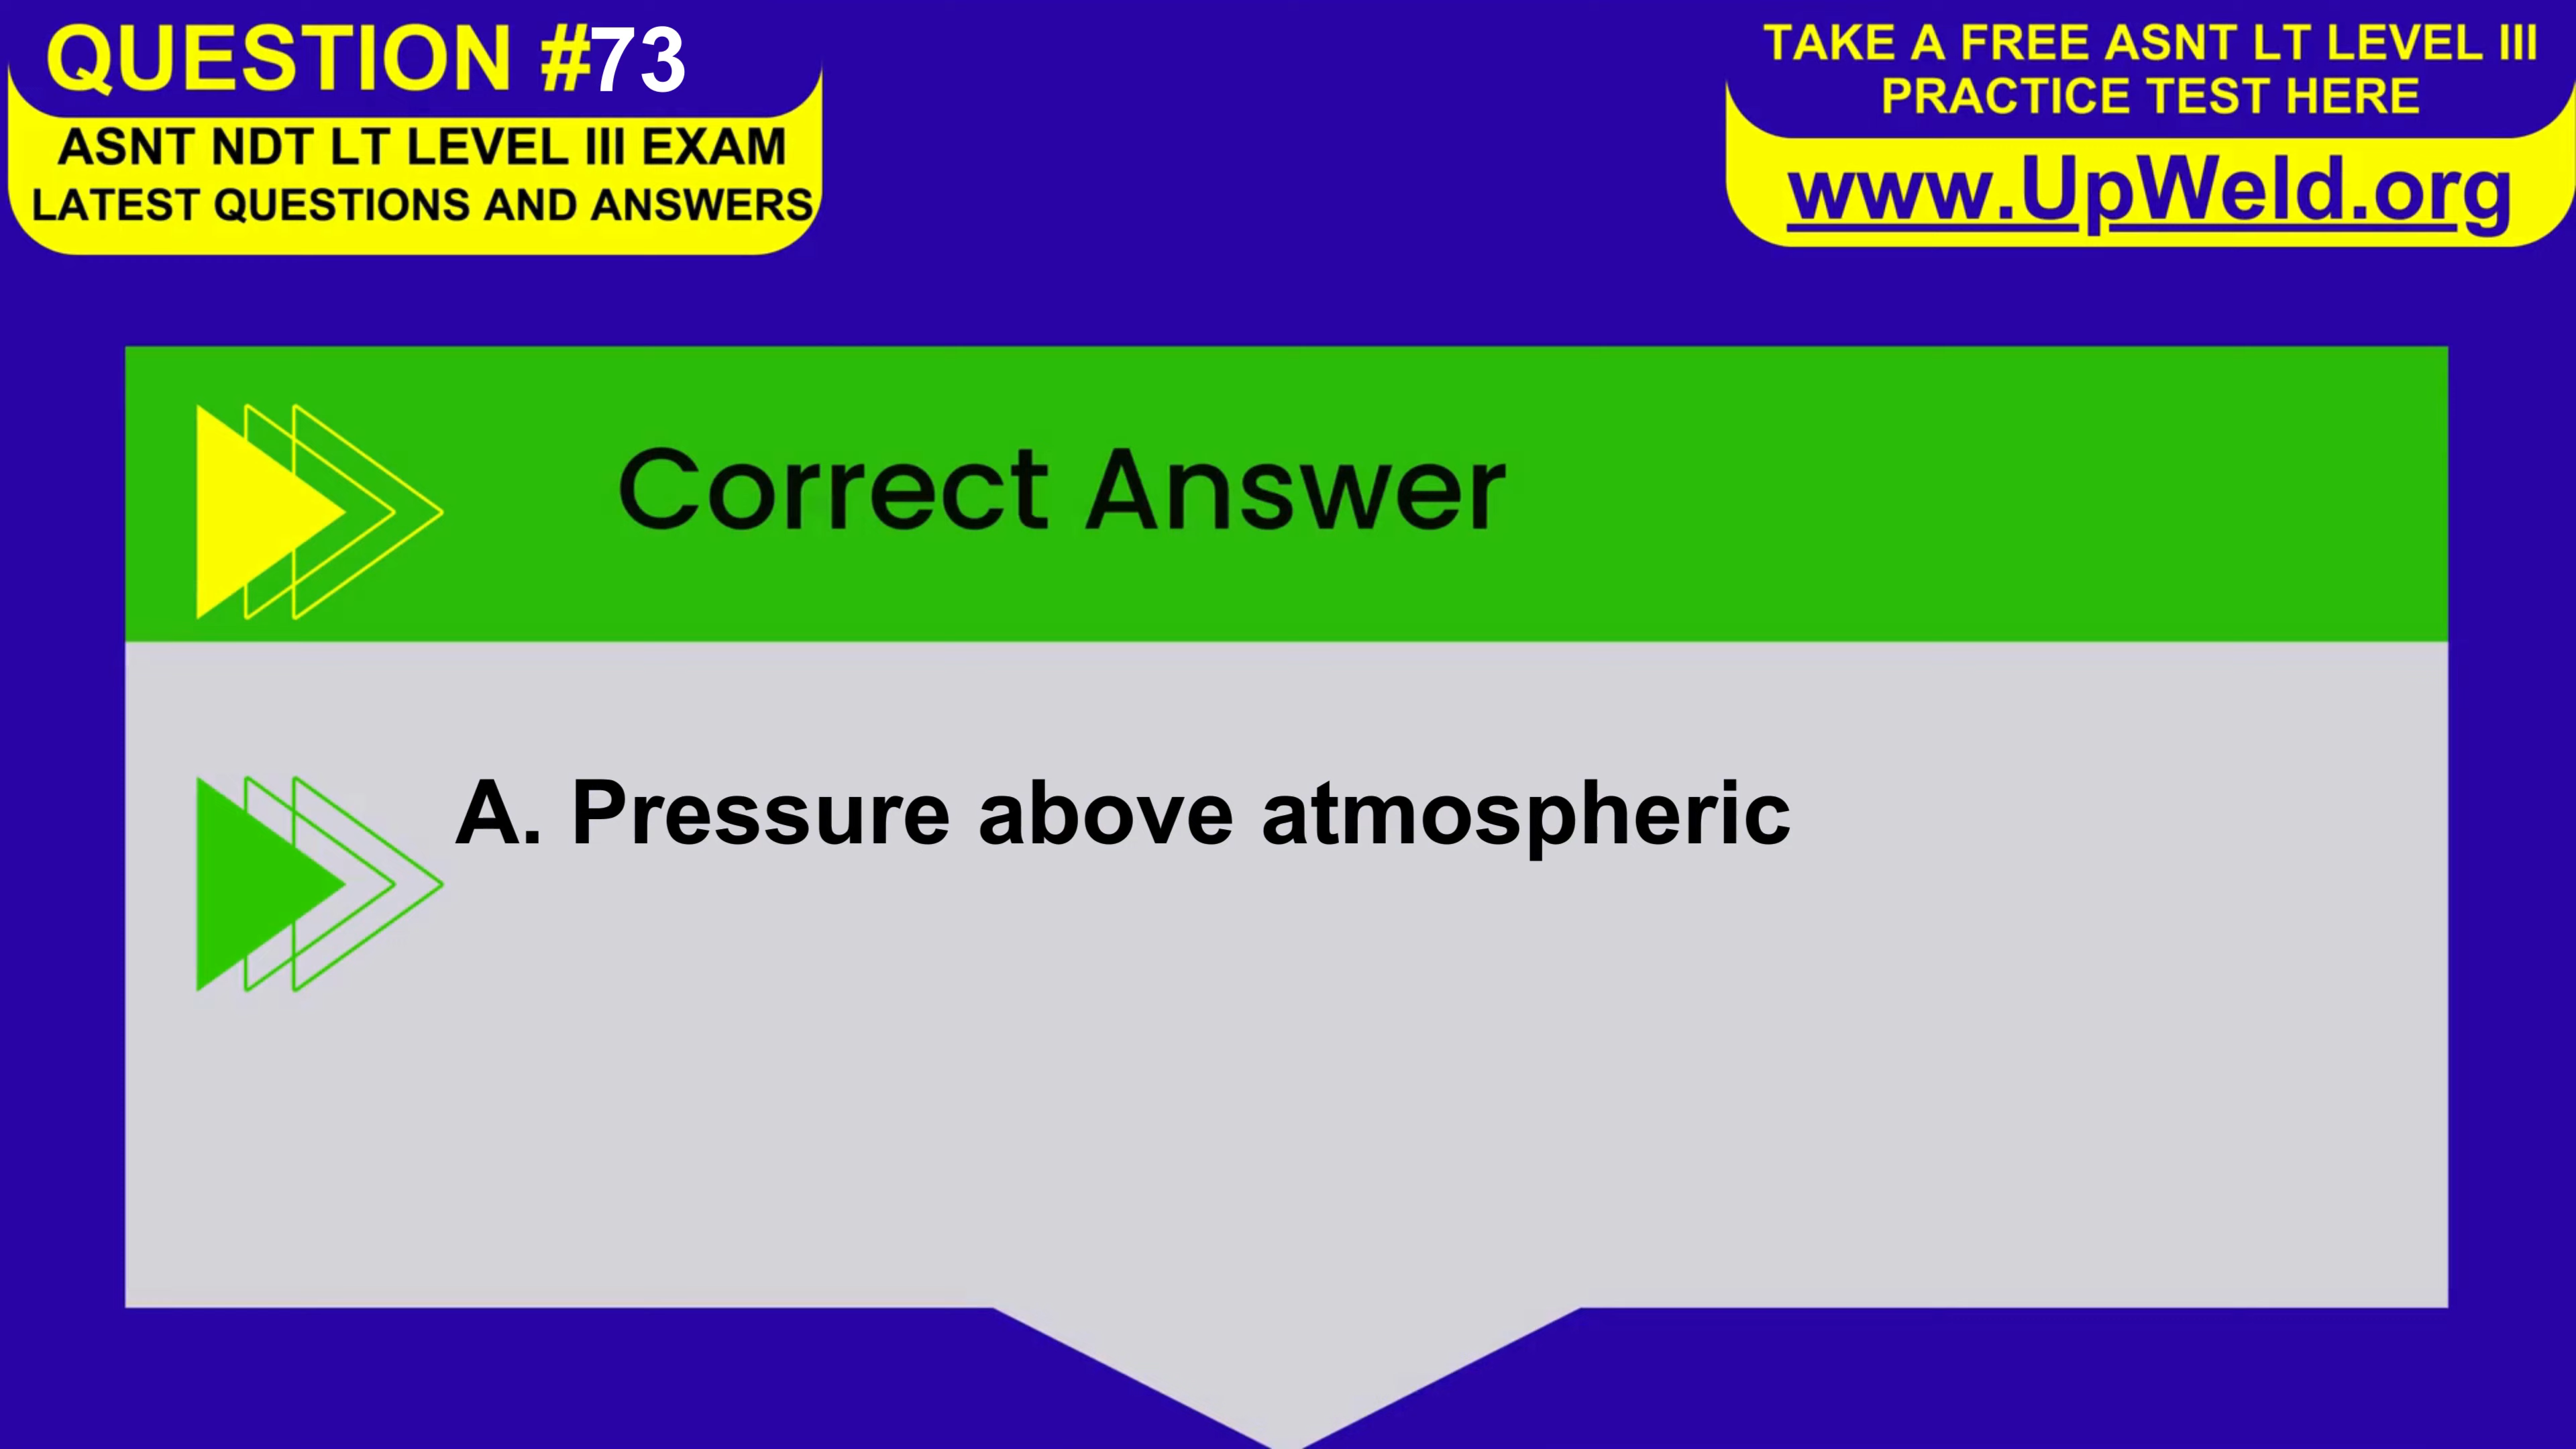 QUESTION #73
ASNT NDT LT LEVEL III EXAM
LATEST QUESTIONS AND ANSWERS
TAKE A FREE ASNT LT LEVEL III
PRACTICE TEST HERE
www.UpWeld.org
Correct Answer
A. Pressure above atmospheric